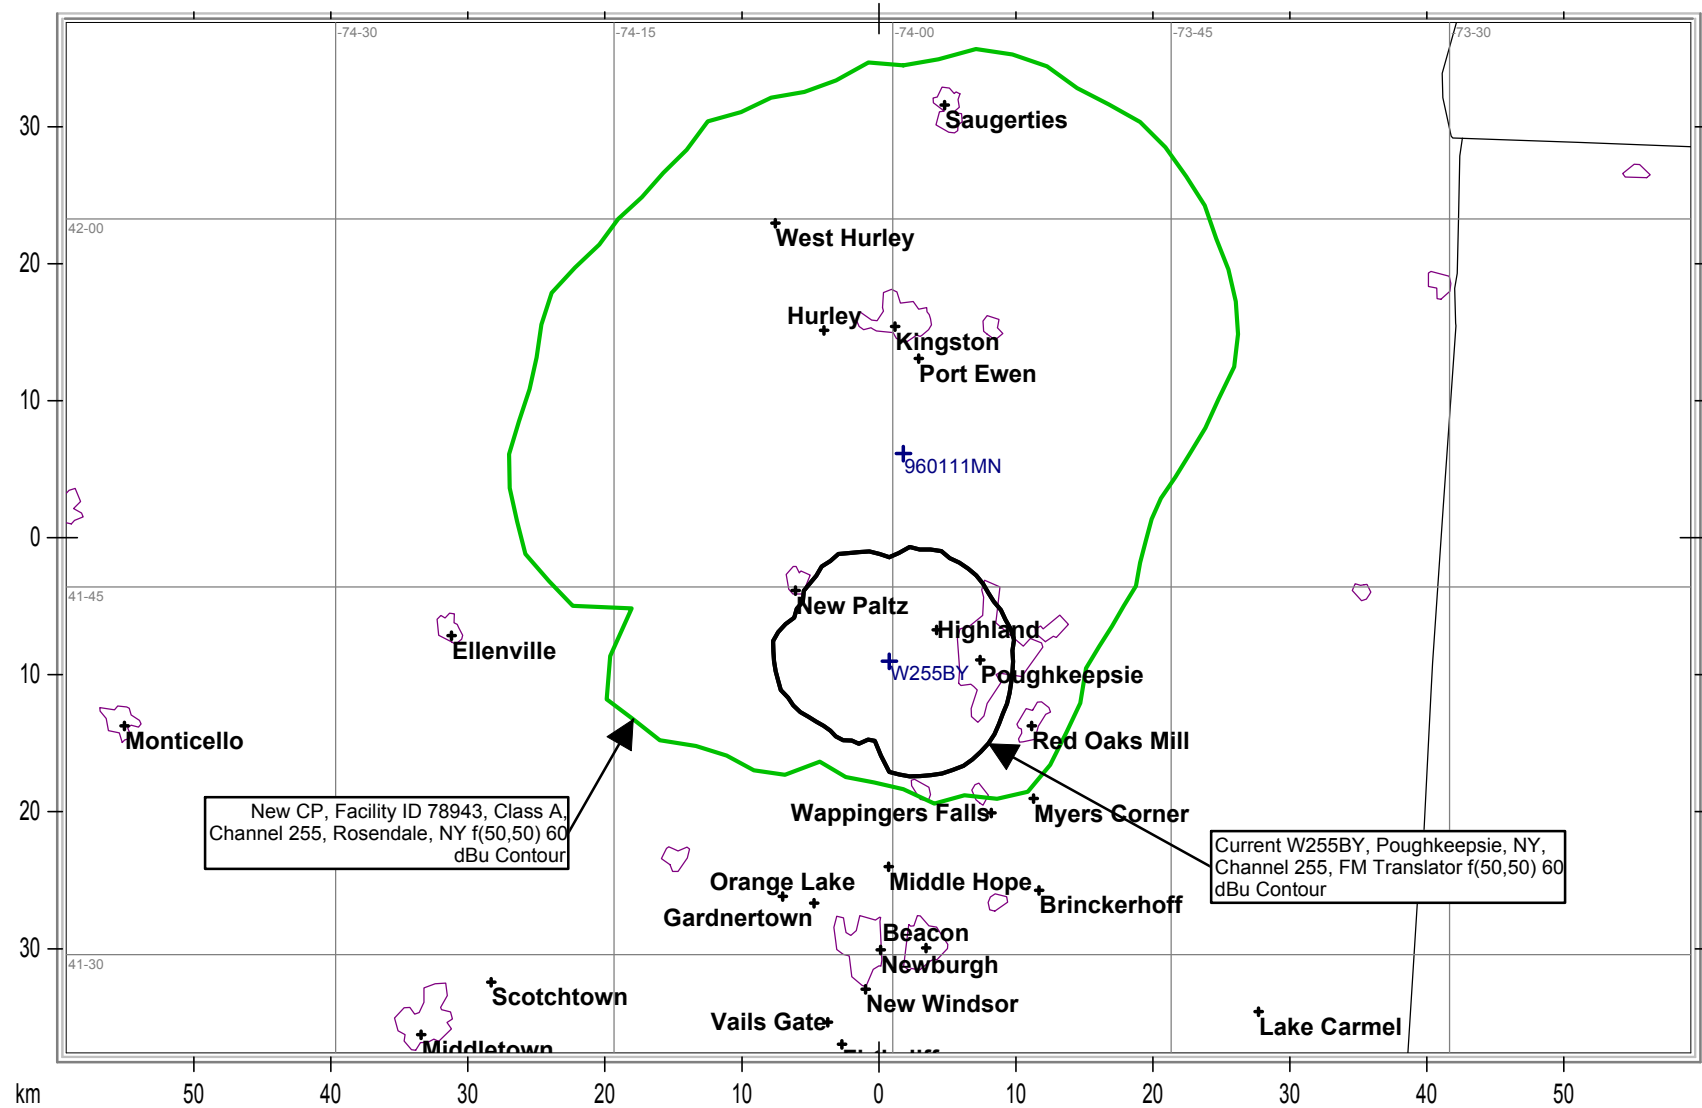 -74-30
-74-15
-74-00
-73-45
-73-30
30
Saugerties
42-00
West Hurley
20
Hurley
Kingston
Port Ewen
10
960111MN
0
41-45
New Paltz
Highland
Ellenville
W255BY
Poughkeepsie
10
Monticello
Red Oaks Mill
New CP, Facility ID 78943, Class A,
Channel 255, Rosendale, NY f(50,50) 60
dBu Contour
20
Wappingers Falls
Myers Corner
Current W255BY, Poughkeepsie, NY,
Channel 255, FM Translator f(50,50) 60
dBu Contour
Orange Lake
Middle Hope
Gardnertown
Brinckerhoff
Beacon
30
41-30
Newburgh
Scotchtown
New Windsor
Vails Gate
Lake Carmel
Middletown
km
50
40
30
20
10
0
10
20
30
40
50